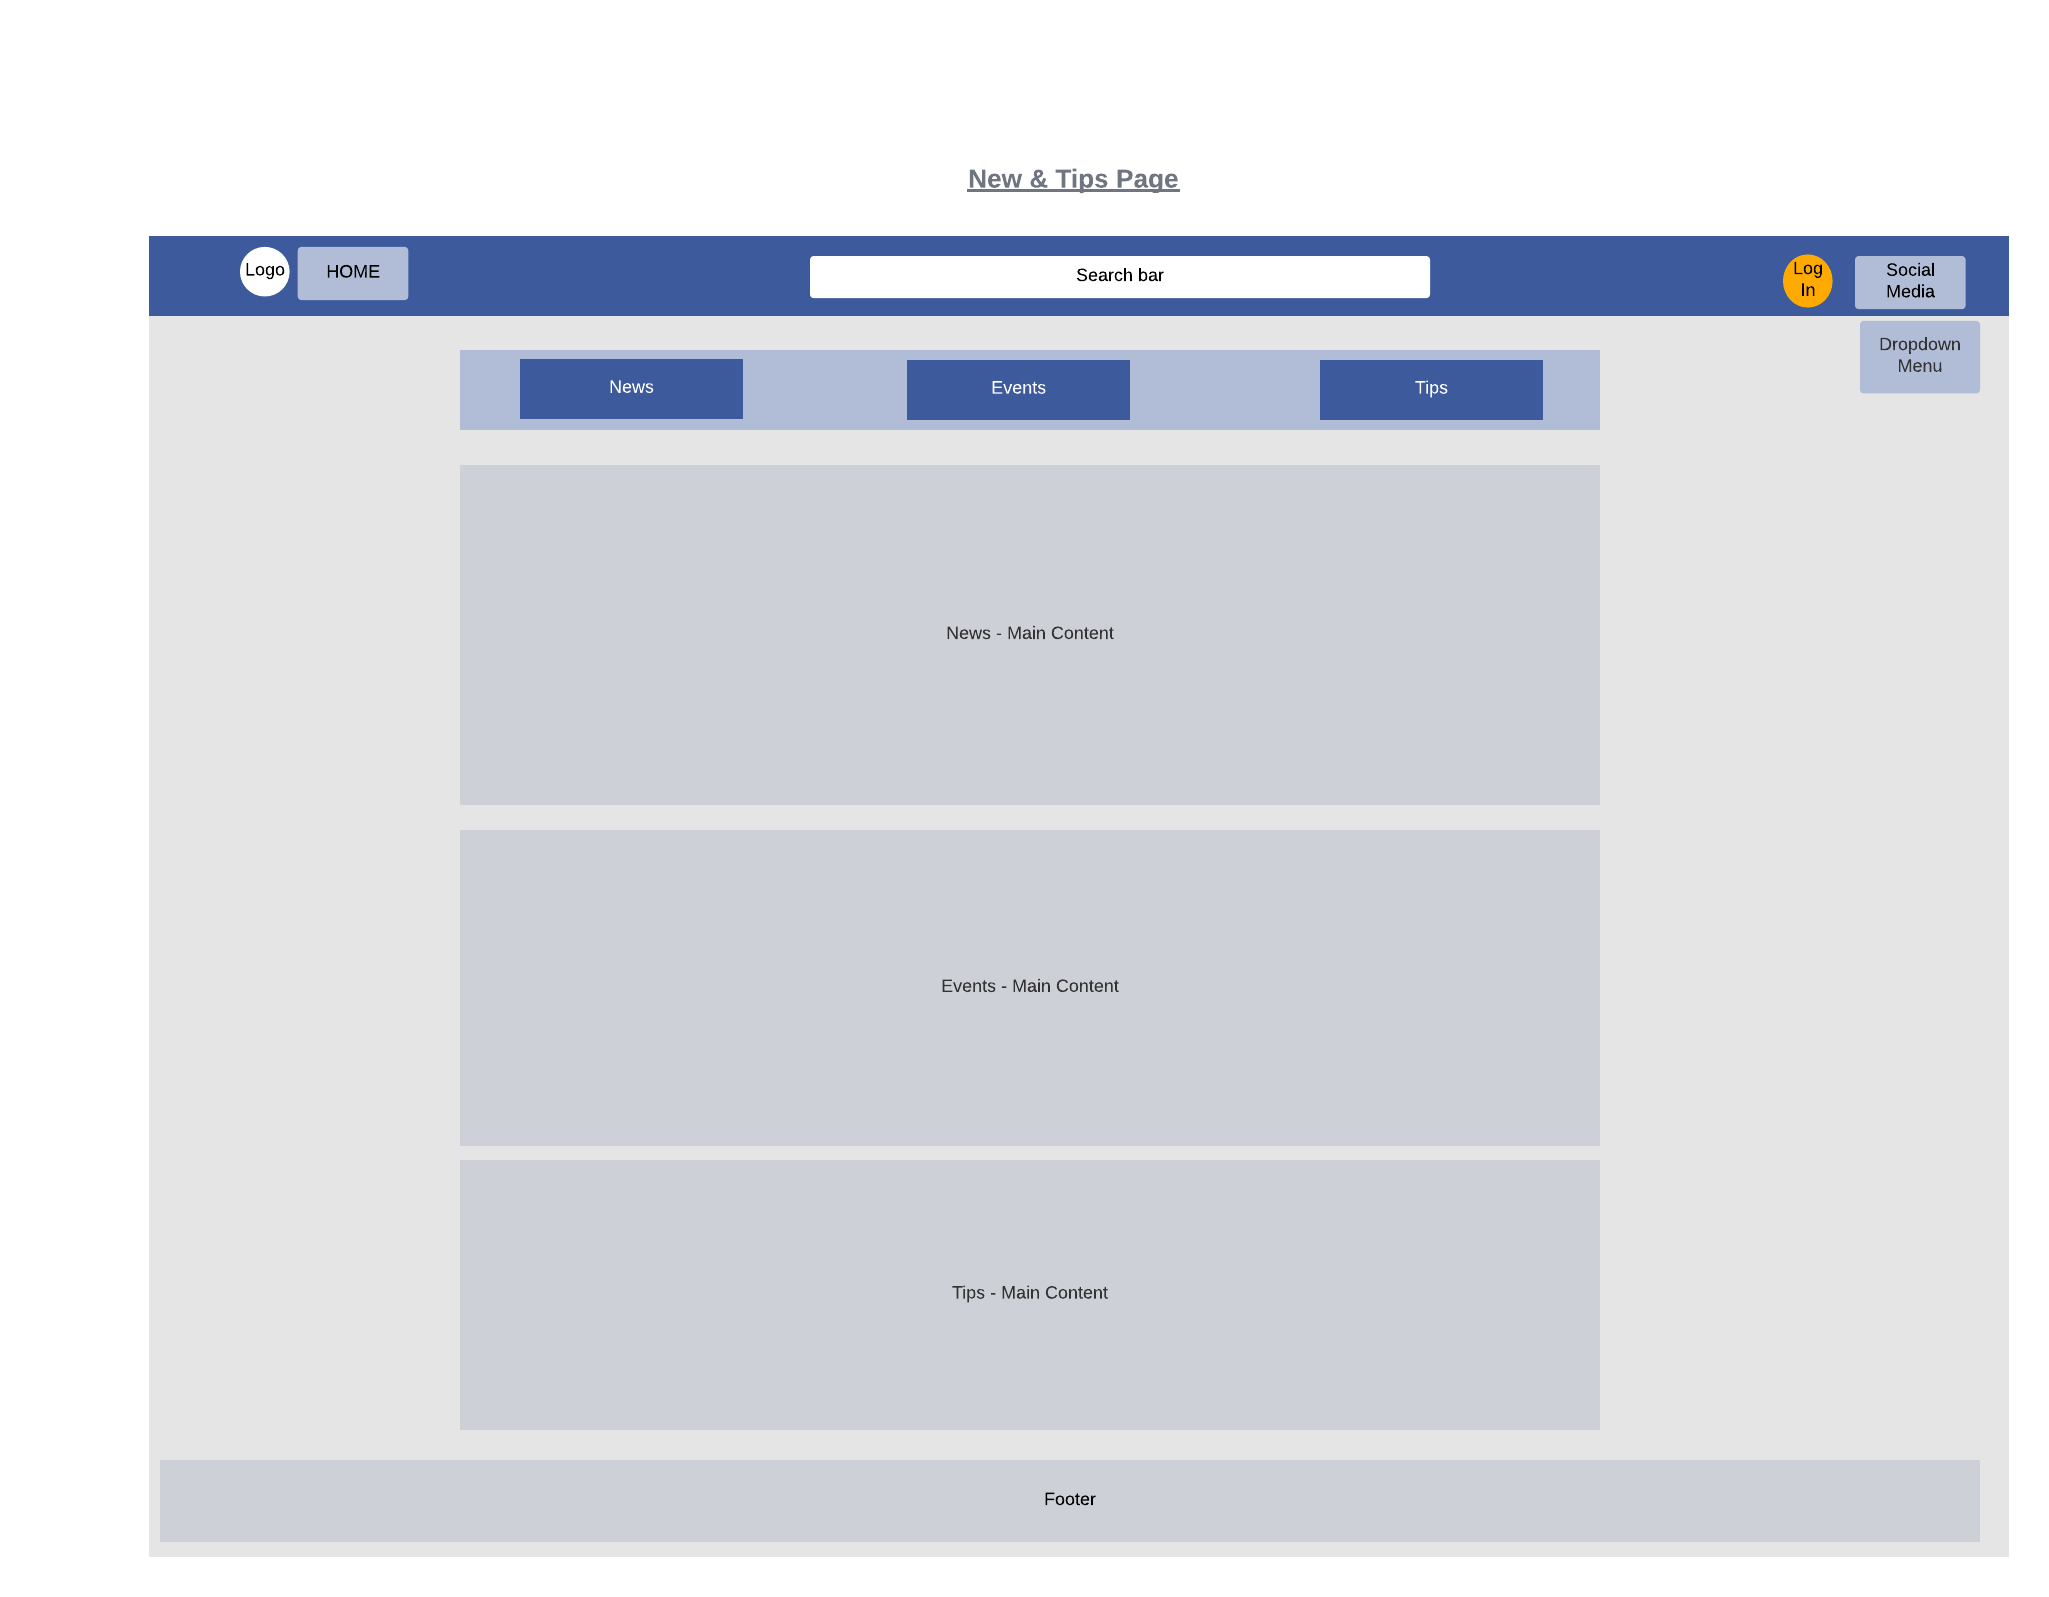 New & Tips Page
Logo
HOME
Search bar
Log
In
Social
Media
Dropdown
Menu
News
Events
Tips
News - Main Content
Events - Main Content
Tips - Main Content
Footer